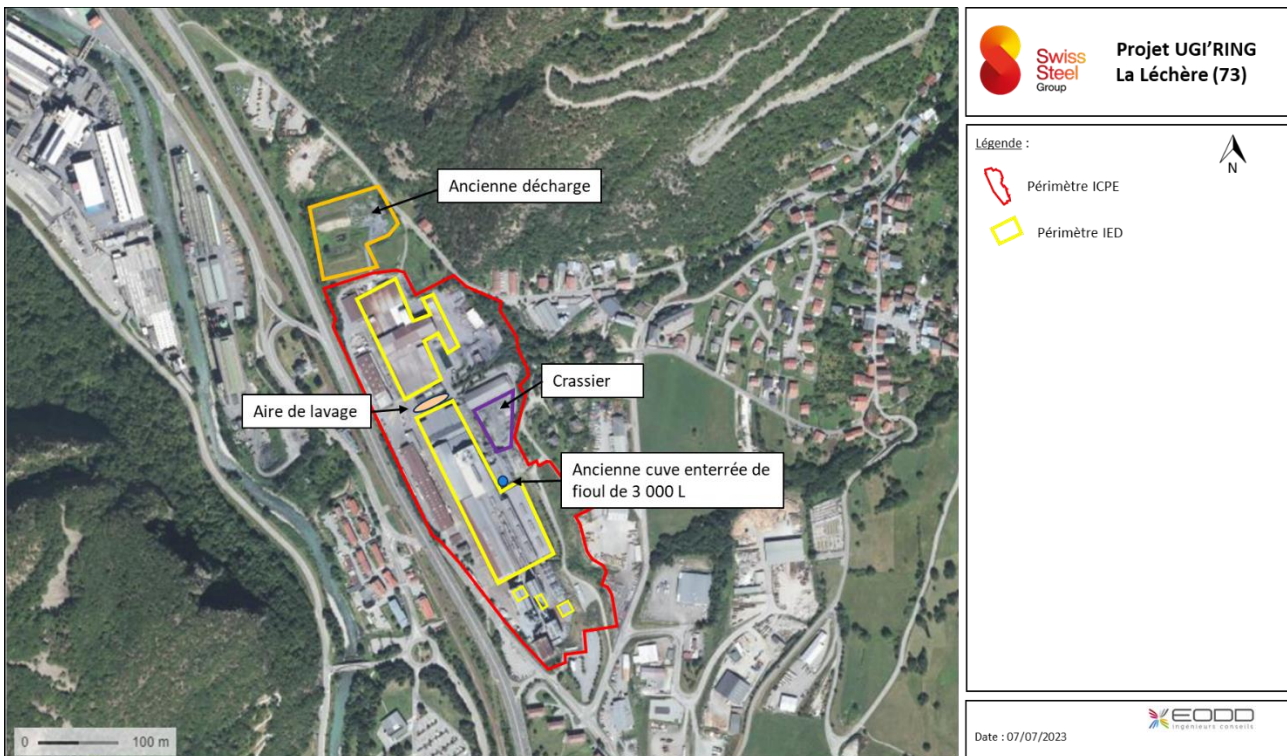 Ancienne décharge
Crassier
Aire de lavage
Ancienne cuve enterrée de
fioul de 3 000 L
0
100 m
Swiss
Steel
Group
Projet UGI’RING
La Léchère (73)
Légende :
N
Périmètre ICPE
Périmètre IED
EODD
ingénieurs conseils
Date : 07/07/2023